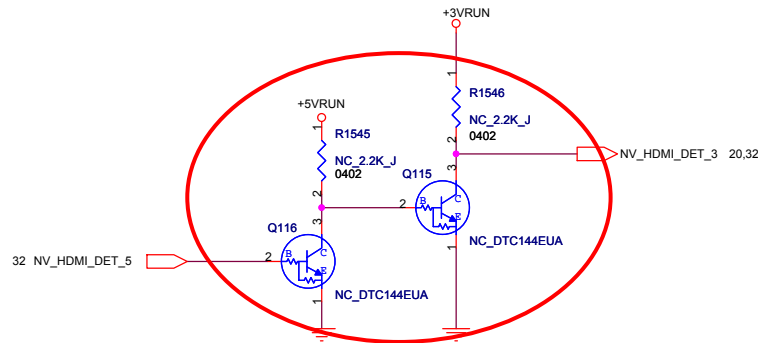 +3VRUN
1
R1546
+5VRUN
NC_2.2K_J
0402
1
R1545
2
NV_HDMI_DET_3 20,32
NC_2.2K_J
0402
3
Q115
2
C
2
B
E
Q116
3
NC_DTC144EUA
1
C
32 NV_HDMI_DET_5
2
B
E
NC_DTC144EUA
1